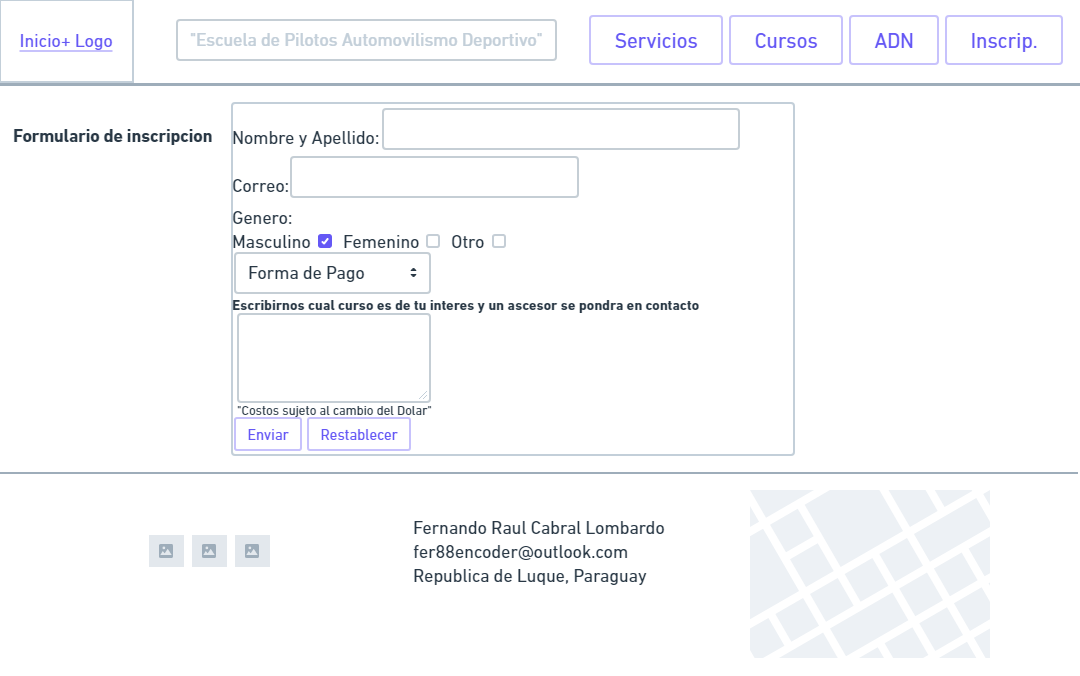 Inicio+ Logo
"Escuela de Pilotos Automovilismo Deportivo"
Servicios
Cursos
ADN
Inscrip.
Formulario de inscripcion
Nombre y Apellido:
Correo:
Genero:
Masculino Femenino Otro
Forma de Pago
Escribirnos cual curso es de tu interes y un ascesor se pondra en contacto
"Costos sujeto al cambio del Dolar"
Enviar
Restablecer
Fernando Raul Cabral Lombardo
fer88encoder@outlook.com
Republica de Luque, Paraguay